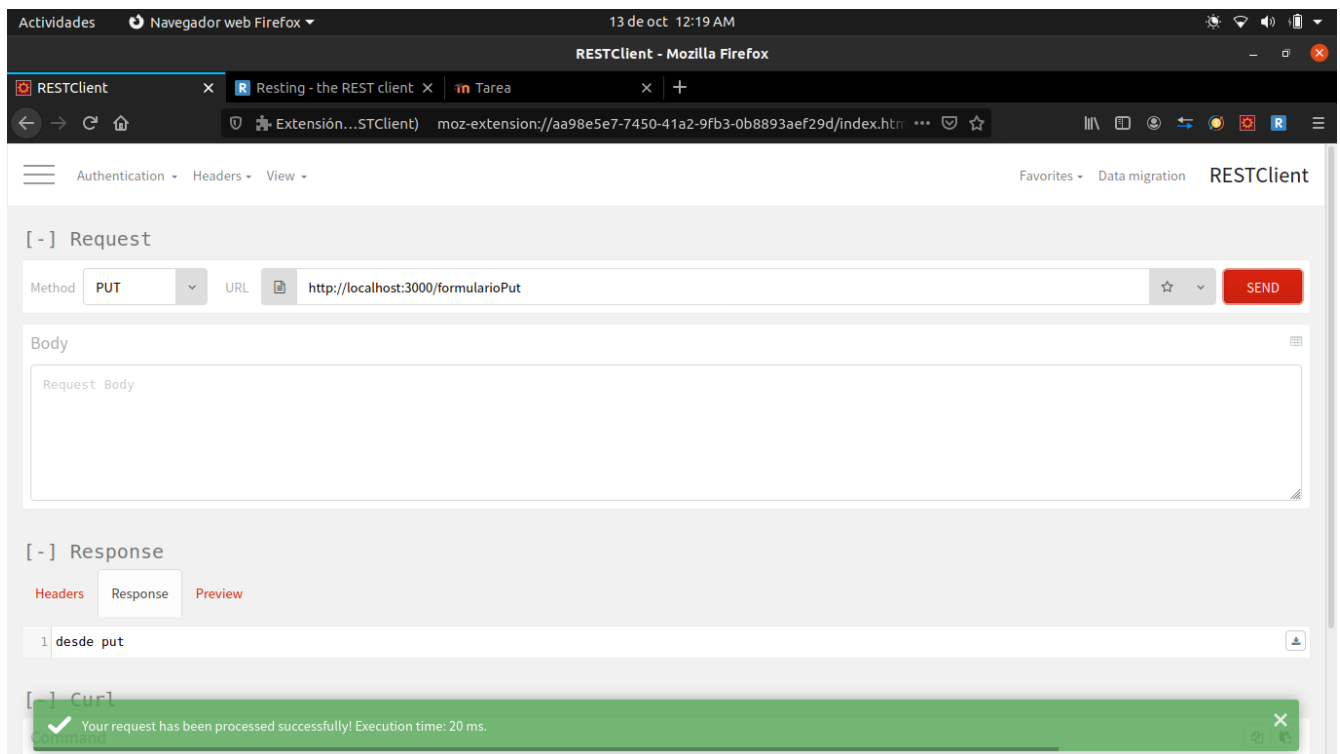 Actividades Navegador web Firefox 13 de oct 12:19 AM
RESTClient - Mozilla Firefox
RESTClient R Resting - the REST client m Tarea
Extensión...STClient) moz-extension://aa98e5e7-7450-41a2-9fb3-0b8893aef29d/index.htm ••• R
Authentication Headers View Favorites Data migration RESTClient
[-] Request
Method PUT URL http://localhost:3000/formularioPut SEND
Body
Request Body
[-] Response
Headers Response Preview
1 desde put
[-] Curl
Your request has been processed successfully! Execution time: 20 ms.
Command